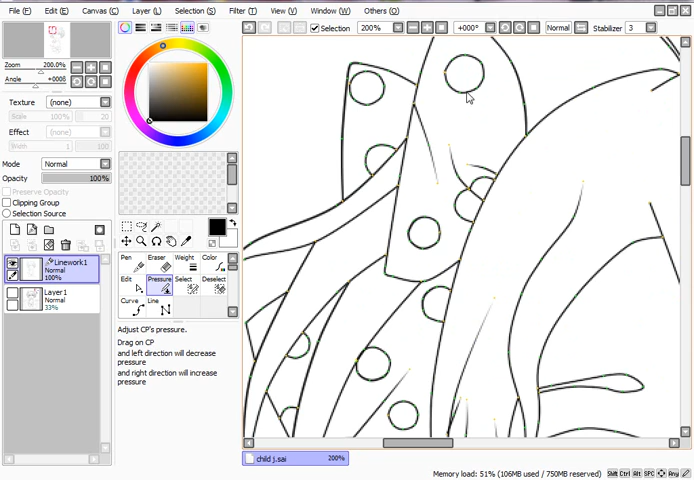 File (F) Edit (E) Canvas (C) Layer (L) Selection (S) Filter (T) View (V) Window (W) Others (O)
Selection 200% +000° Normal Stabilizer 3
Zoom 200.0%
Angle +000δ
Texture (none)
Scale 100% 20
Effect (none)
Width 1 100
Mode Normal
Opacity 100%
Preserve Opacity
Clipping Group
Selection Source
Linework1
Normal
100%
Layer1
Normal
33%
Pen Eraser Weight Color
Edit Pressure Select Deselect
Curve Line
Adjust CP's pressure.
Drag on CP
and left direction will decrease
pressure
and right direction will increase
pressure
child j.sai 200%
Memory load: 51% (106MB used / 750MB reserved) Shift Ctrl Alt SPC Any